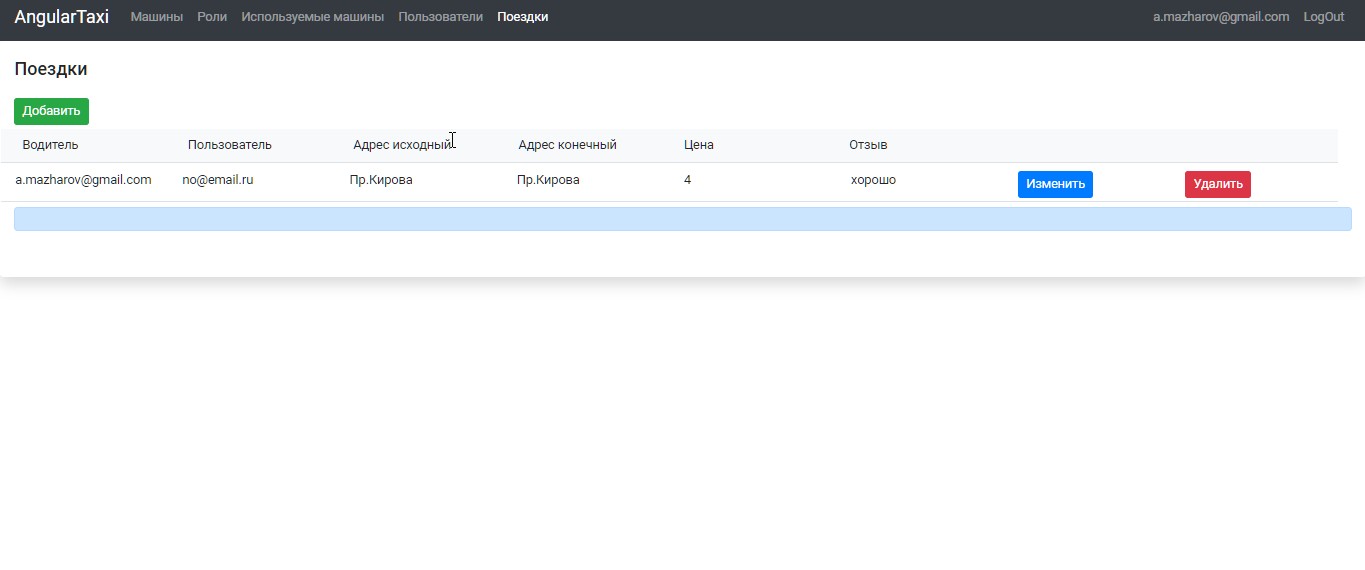 AngularTaxi Машины Роли Используемые машины Пользователи Поездки a.mazharov@gmail.com LogOut
Поездки
Добавить
Водитель Пользователь Адрес исходный Адрес конечный Цена Отзыв
a.mazharov@gmail.com no@email.ru Пр.Кирова Пр.Кирова 4 хорошо Изменить Удалить